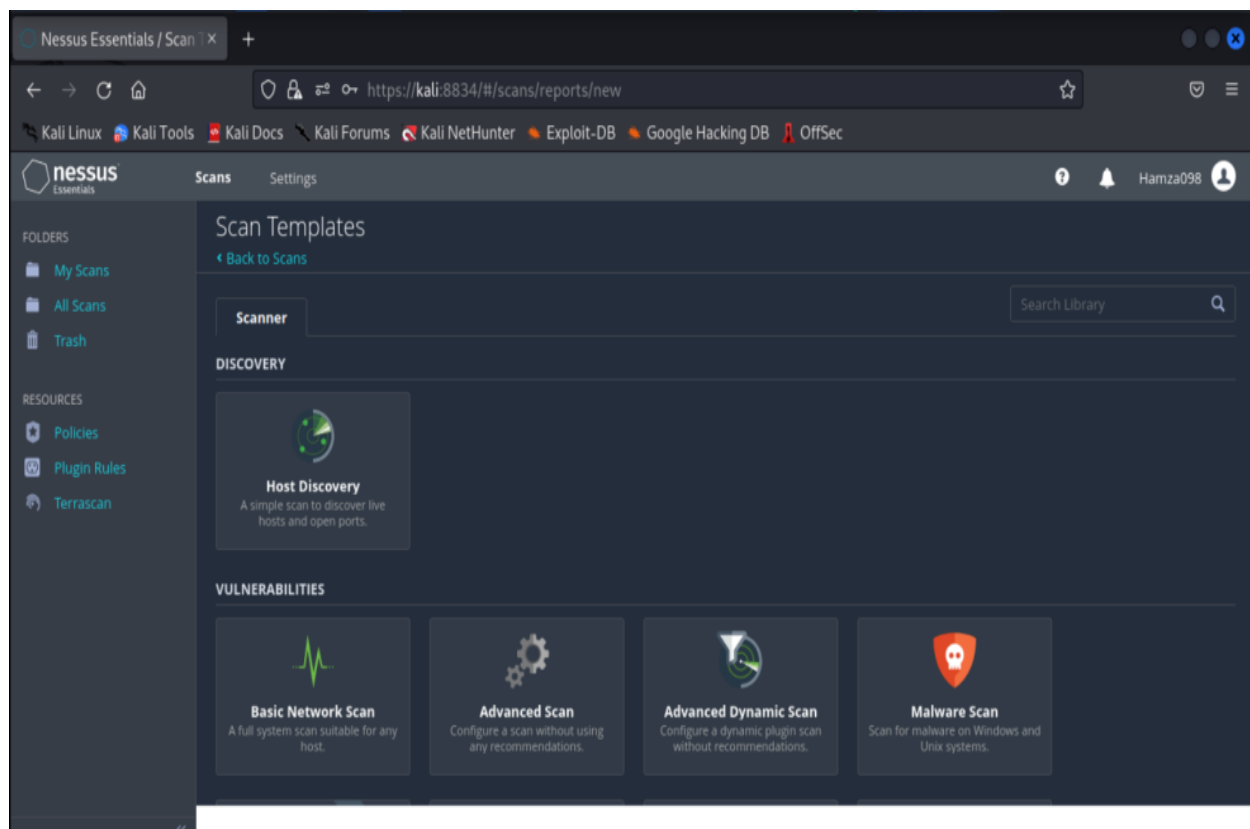 Nessus Essentials / Scan T
https://kali:8834/#/scans/reports/new
Kali Linux Kali Tools Kali Docs Kali Forums Kali NetHunter Exploit-DB Google Hacking DB OffSec
nessus
Essentials
Scans Settings
Hamza098
FOLDERS
My Scans
All Scans
Trash
RESOURCES
Policies
Plugin Rules
Terrascan
Scan Templates
Back to Scans
Scanner
Search Library
DISCOVERY
Host Discovery
A simple scan to discover live
hosts and open ports.
VULNERABILITIES
Basic Network Scan
A full system scan suitable for any
host.
Advanced Scan
Configure a scan without using
any recommendations.
Advanced Dynamic Scan
Configure a dynamic plugin scan
without recommendations.
Malware Scan
Scan for malware on Windows and
Unix systems.